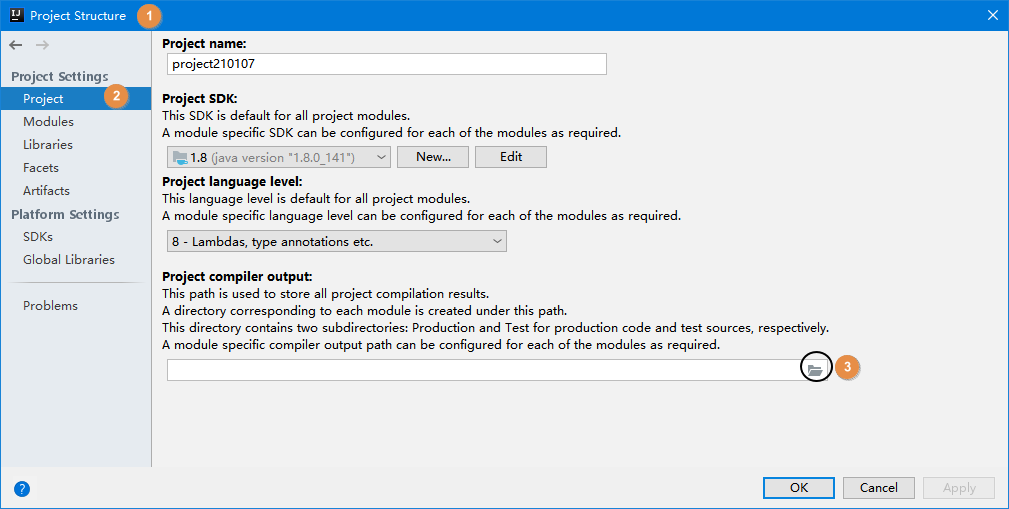 IJ Project Structure 1
Project name:
project210107
Project Settings
Project 2
Modules
Libraries
Facets
Artifacts
Platform Settings
SDKs
Global Libraries
Problems
Project SDK:
This SDK is default for all project modules.
A module specific SDK can be configured for each of the modules as required.
1.8 (java version "1.8.0_141") New... Edit
Project language level:
This language level is default for all project modules.
A module specific language level can be configured for each of the modules as required.
8 - Lambdas, type annotations etc.
Project compiler output:
This path is used to store all project compilation results.
A directory corresponding to each module is created under this path.
This directory contains two subdirectories: Production and Test for production code and test sources, respectively.
A module specific compiler output path can be configured for each of the modules as required.
3
? OK Cancel Apply